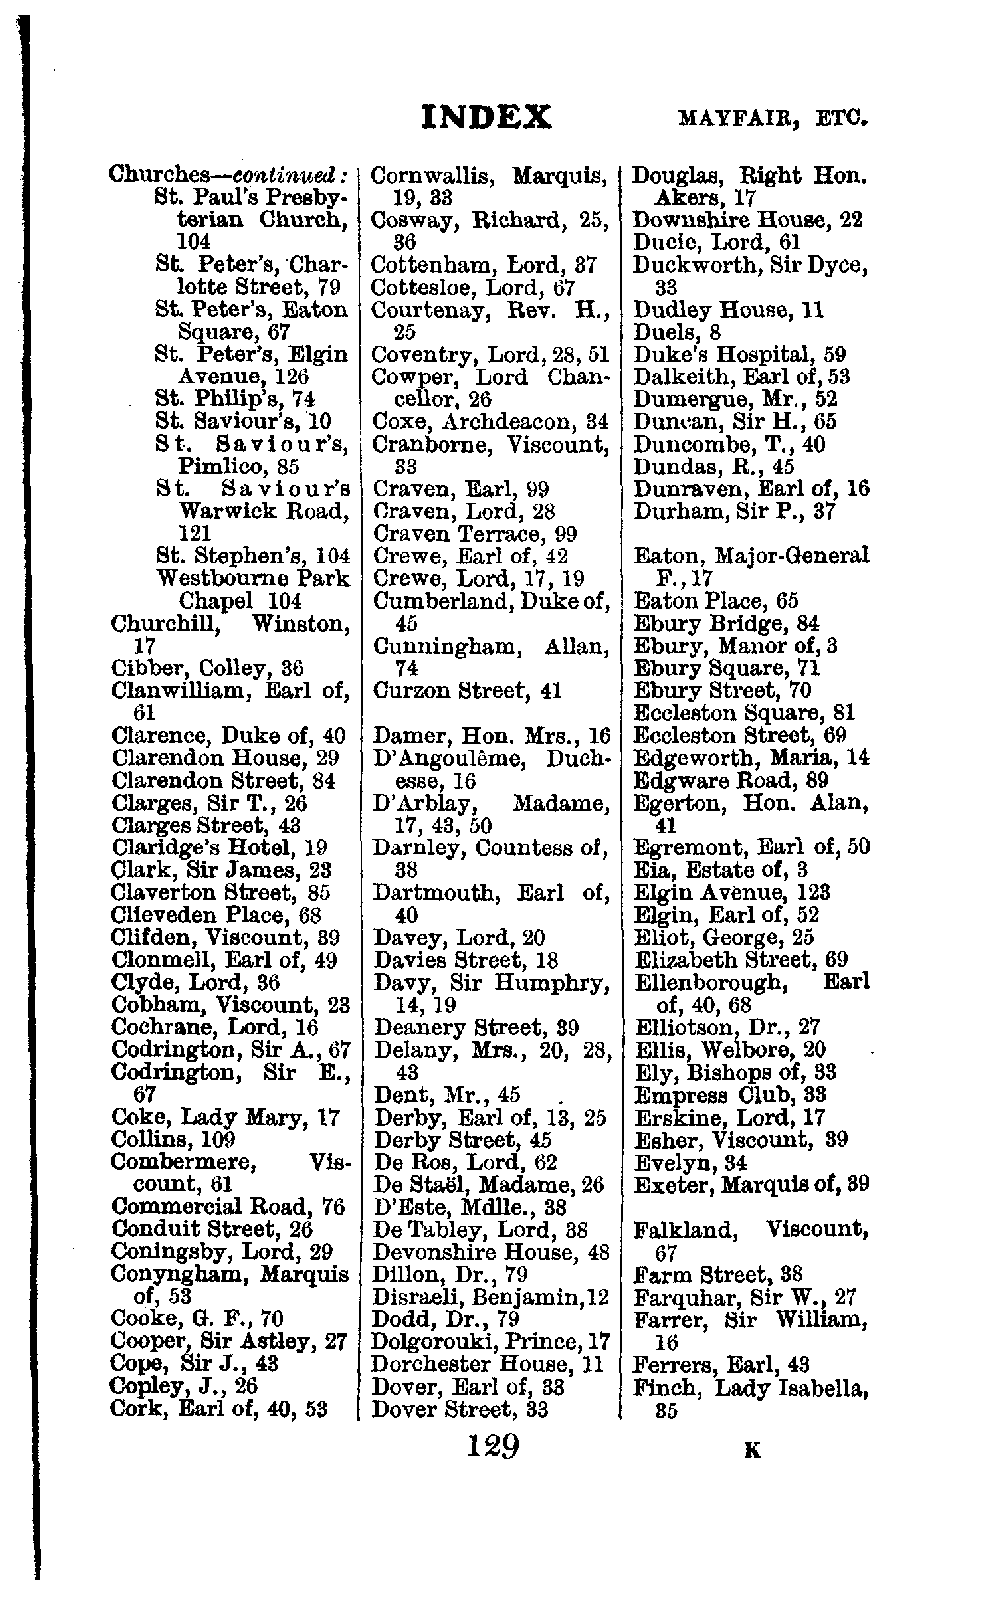 INDEX MAYFAIR, ETC.
Churches—continued:
St. Paul's Presby-
terian Church,
104
St. Peter's, Char-
lotte Street, 79
St. Peter's, Eaton
Square, 67
St. Peter's, Elgin
Avenue, 126
St. Philip's, 74
St. Saviour's, 10
St. Saviour's,
Pimlico, 85
St. Saviour's
Warwick Road,
121
St. Stephen's, 104
Westbourne Park
Chapel 104
Churchill, Winston,
17
Cibber, Colley, 36
Clanwilliam, Earl of,
61
Clarence, Duke of, 40
Clarendon House, 29
Clarendon Street, 84
Clarges, Sir T., 26
Clarges Street, 43
Claridge's Hotel, 19
Clark, Sir James, 23
Claverton Street, 85
Clieveden Place, 68
Clifden, Viscount, 39
Clonmell, Earl of, 49
Clyde, Lord, 36
Cobham, Viscount, 23
Cochrane, Lord, 16
Codrington, Sir A., 67
Codrington, Sir E.,
67
Coke, Lady Mary, 17
Collins, 109
Combermere, Vis-
count, 61
Commercial Road, 76
Conduit Street, 26
Coningsby, Lord, 29
Conyngham, Marquis
of, 53
Cooke, G. F., 70
Cooper, Sir Astley, 27
Cope, Sir J., 43
Copley, J., 26
Cork, Earl of, 40, 53
Cornwallis, Marquis,
19, 33
Cosway, Richard, 25,
36
Cottenham, Lord, 37
Cottesloe, Lord, 67
Courtenay, Rev. H.,
25
Coventry, Lord, 28, 51
Cowper, Lord Chan-
cellor, 26
Coxe, Archdeacon, 34
Cranborne, Viscount,
33
Craven, Earl, 99
Craven, Lord, 28
Craven Terrace, 99
Crewe, Earl of, 42
Crewe, Lord, 17, 19
Cumberland, Duke of,
45
Cunningham, Allan,
74
Curzon Street, 41
Damer, Hon. Mrs., 16
D'Angoulême, Duch-
esse, 16
D'Arblay, Madame,
17, 43, 50
Darnley, Countess of,
38
Dartmouth, Earl of,
40
Davey, Lord, 20
Davies Street, 18
Davy, Sir Humphry,
14, 19
Deanery Street, 39
Delany, Mrs., 20, 28,
43
Dent, Mr., 45
Derby, Earl of, 13, 25
Derby Street, 45
De Ros, Lord, 62
De Staël, Madame, 26
D'Este, Mdlle., 38
De Tabley, Lord, 38
Devonshire House, 48
Dillon, Dr., 79
Disraeli, Benjamin, 12
Dodd, Dr., 79
Dolgorouki, Prince, 17
Dorchester House, 11
Dover, Earl of, 33
Dover Street, 33
Douglas, Right Hon.
Akers, 17
Downshire House, 22
Ducie, Lord, 61
Duckworth, Sir Dyce,
33
Dudley House, 11
Duels, 8
Duke's Hospital, 59
Dalkeith, Earl of, 53
Dumergue, Mr., 52
Duncan, Sir H., 65
Duncombe, T., 40
Dundas, R., 45
Dunraven, Earl of, 16
Durham, Sir P., 37
Eaton, Major-General
F., 17
Eaton Place, 65
Ebury Bridge, 84
Ebury, Manor of, 3
Ebury Square, 71
Ebury Street, 70
Eccleston Square, 81
Eccleston Street, 69
Edgeworth, Maria, 14
Edgware Road, 89
Egerton, Hon. Alan,
41
Egremont, Earl of, 50
Eia, Estate of, 3
Elgin Avenue, 123
Elgin, Earl of, 52
Eliot, George, 25
Elizabeth Street, 69
Ellenborough, Earl
of, 40, 68
Elliotson, Dr., 27
Ellis, Welbore, 20
Ely, Bishops of, 33
Empress Club, 33
Erskine, Lord, 17
Esher, Viscount, 39
Evelyn, 34
Exeter, Marquis of, 39
Falkland, Viscount,
67
Farm Street, 38
Farquhar, Sir W., 27
Farrer, Sir William,
16
Ferrers, Earl, 43
Finch, Lady Isabella,
35
129 K